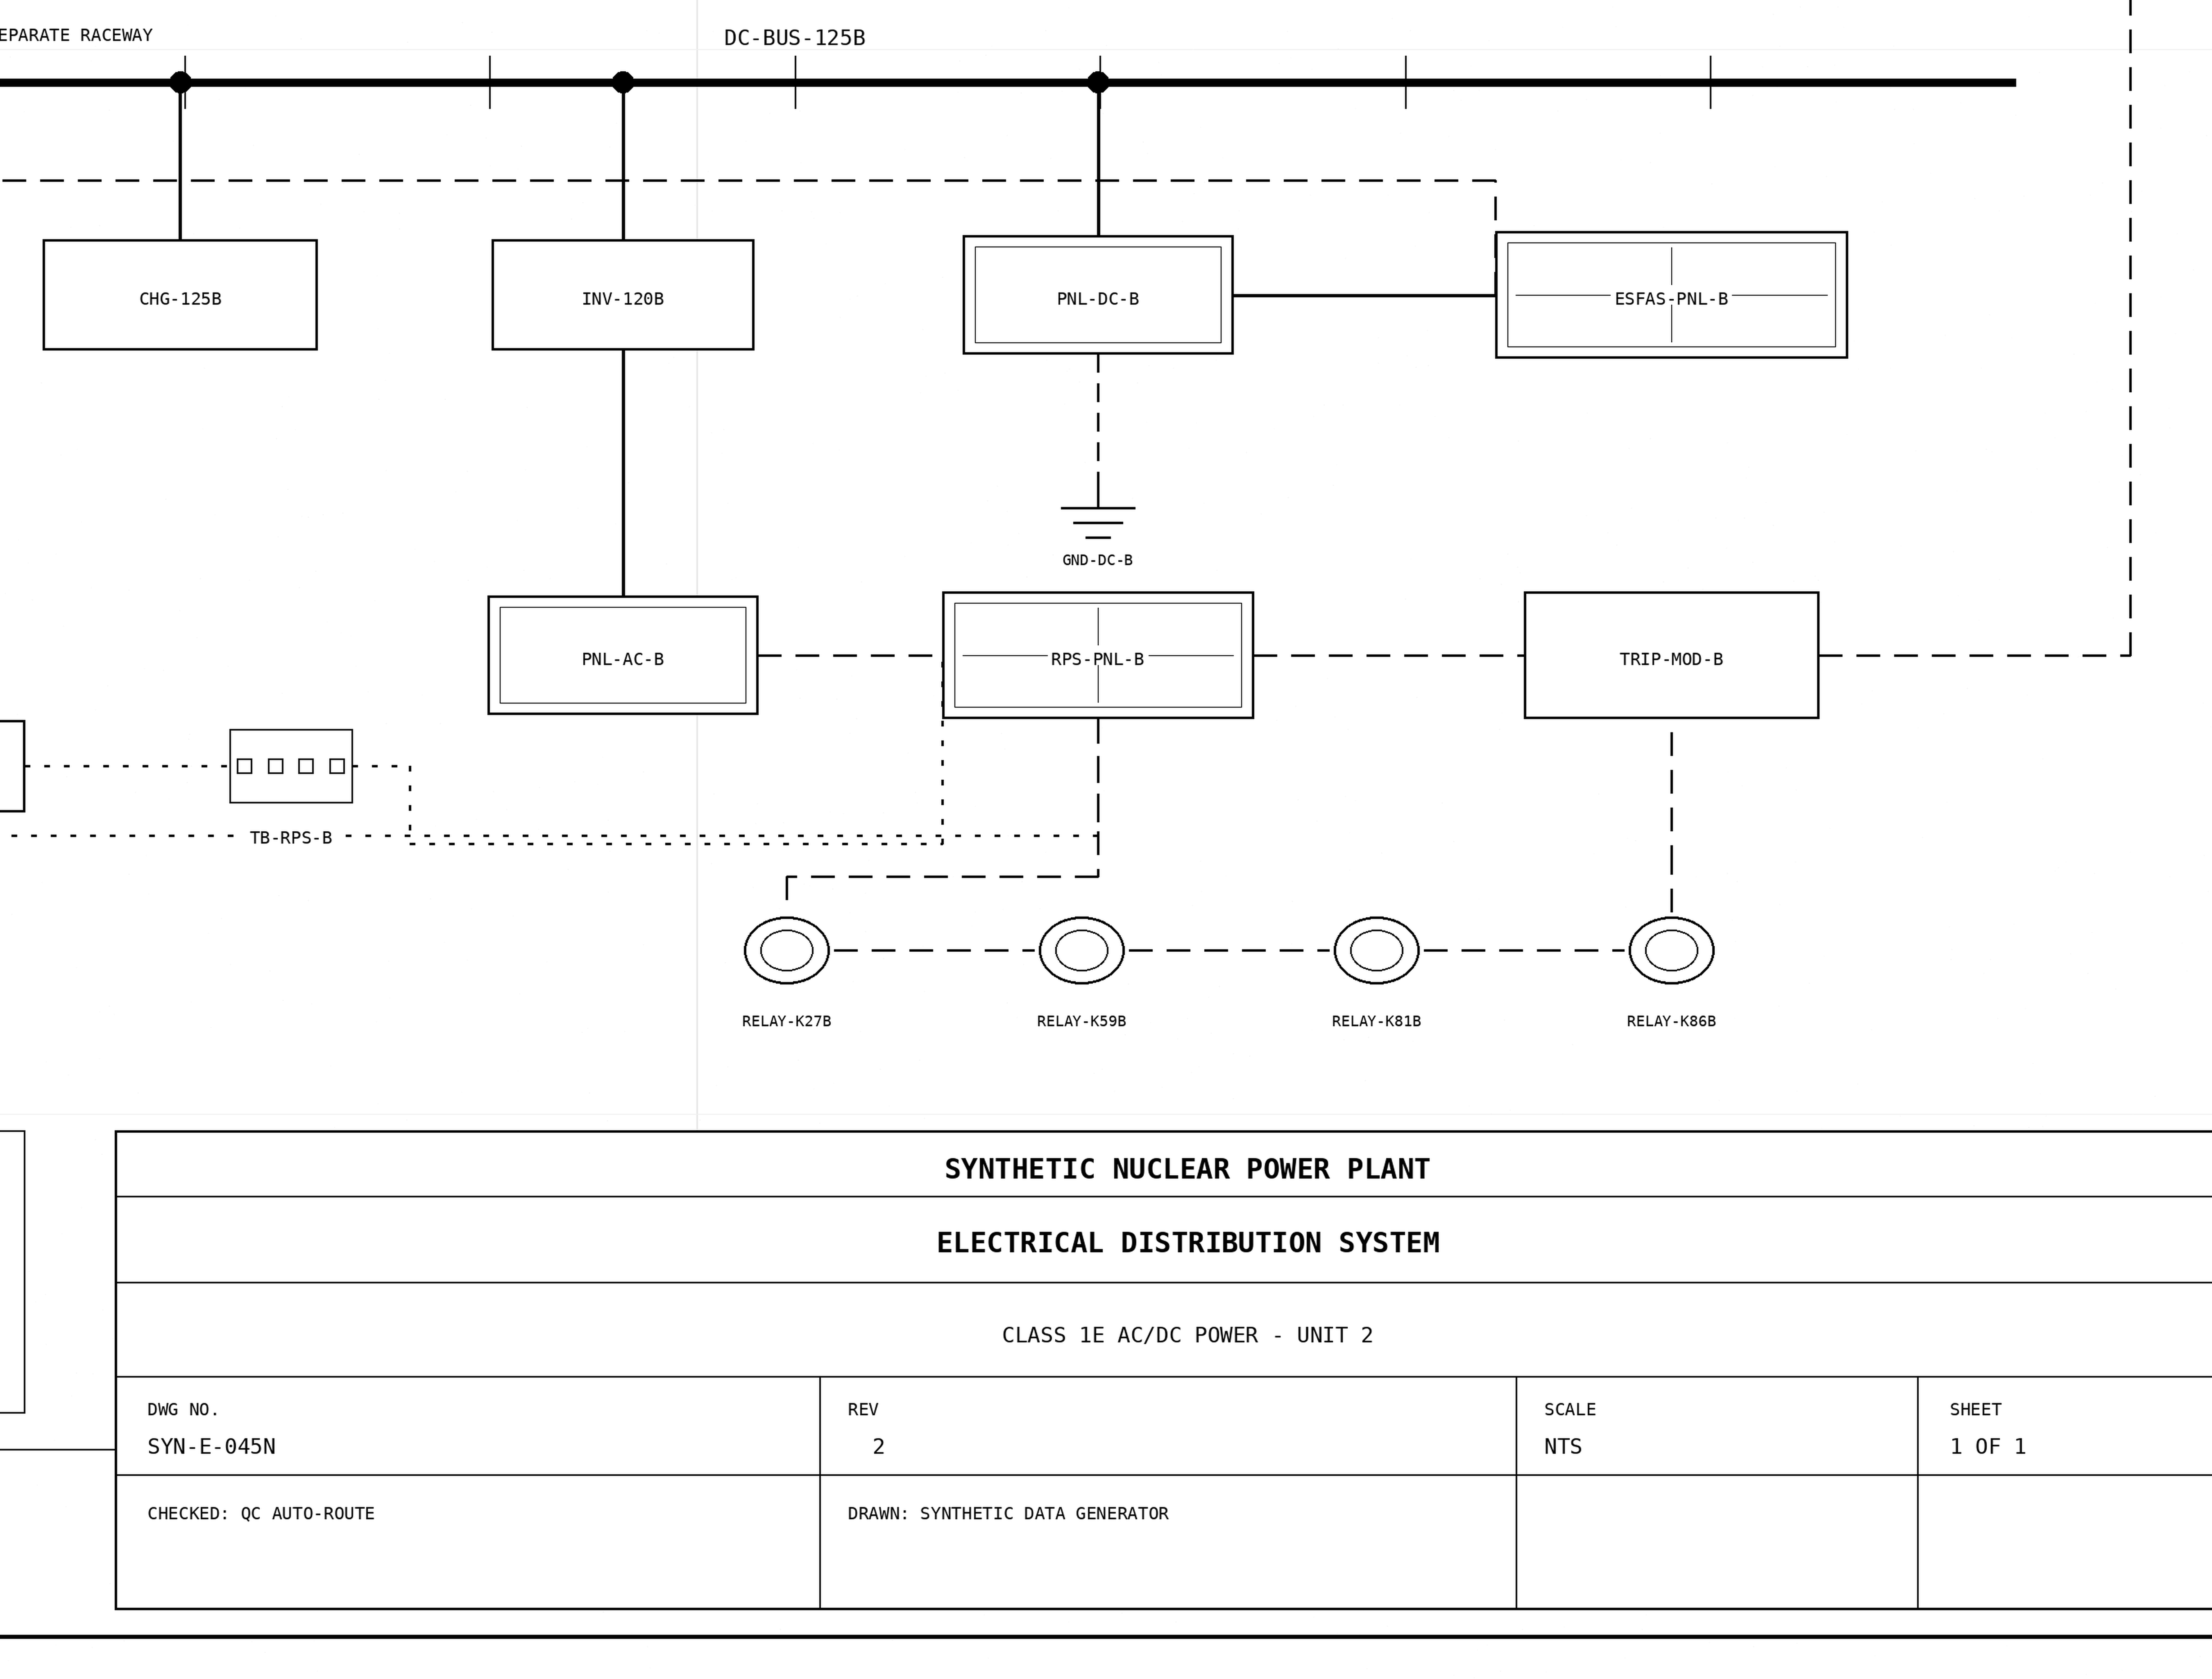 EPARATE RACEWAY
DC-BUS-125B
CHG-125B
INV-120B
PNL-DC-B
ESFAS-PNL-B
GND-DC-B
PNL-AC-B
RPS-PNL-B
TRIP-MOD-B
TB-RPS-B
RELAY-K27B
RELAY-K59B
RELAY-K81B
RELAY-K86B
SYNTHETIC NUCLEAR POWER PLANT
ELECTRICAL DISTRIBUTION SYSTEM
CLASS 1E AC/DC POWER - UNIT 2
DWG NO.
SYN-E-045N
REV
2
SCALE
NTS
SHEET
1 OF 1
CHECKED: QC AUTO-ROUTE
DRAWN: SYNTHETIC DATA GENERATOR